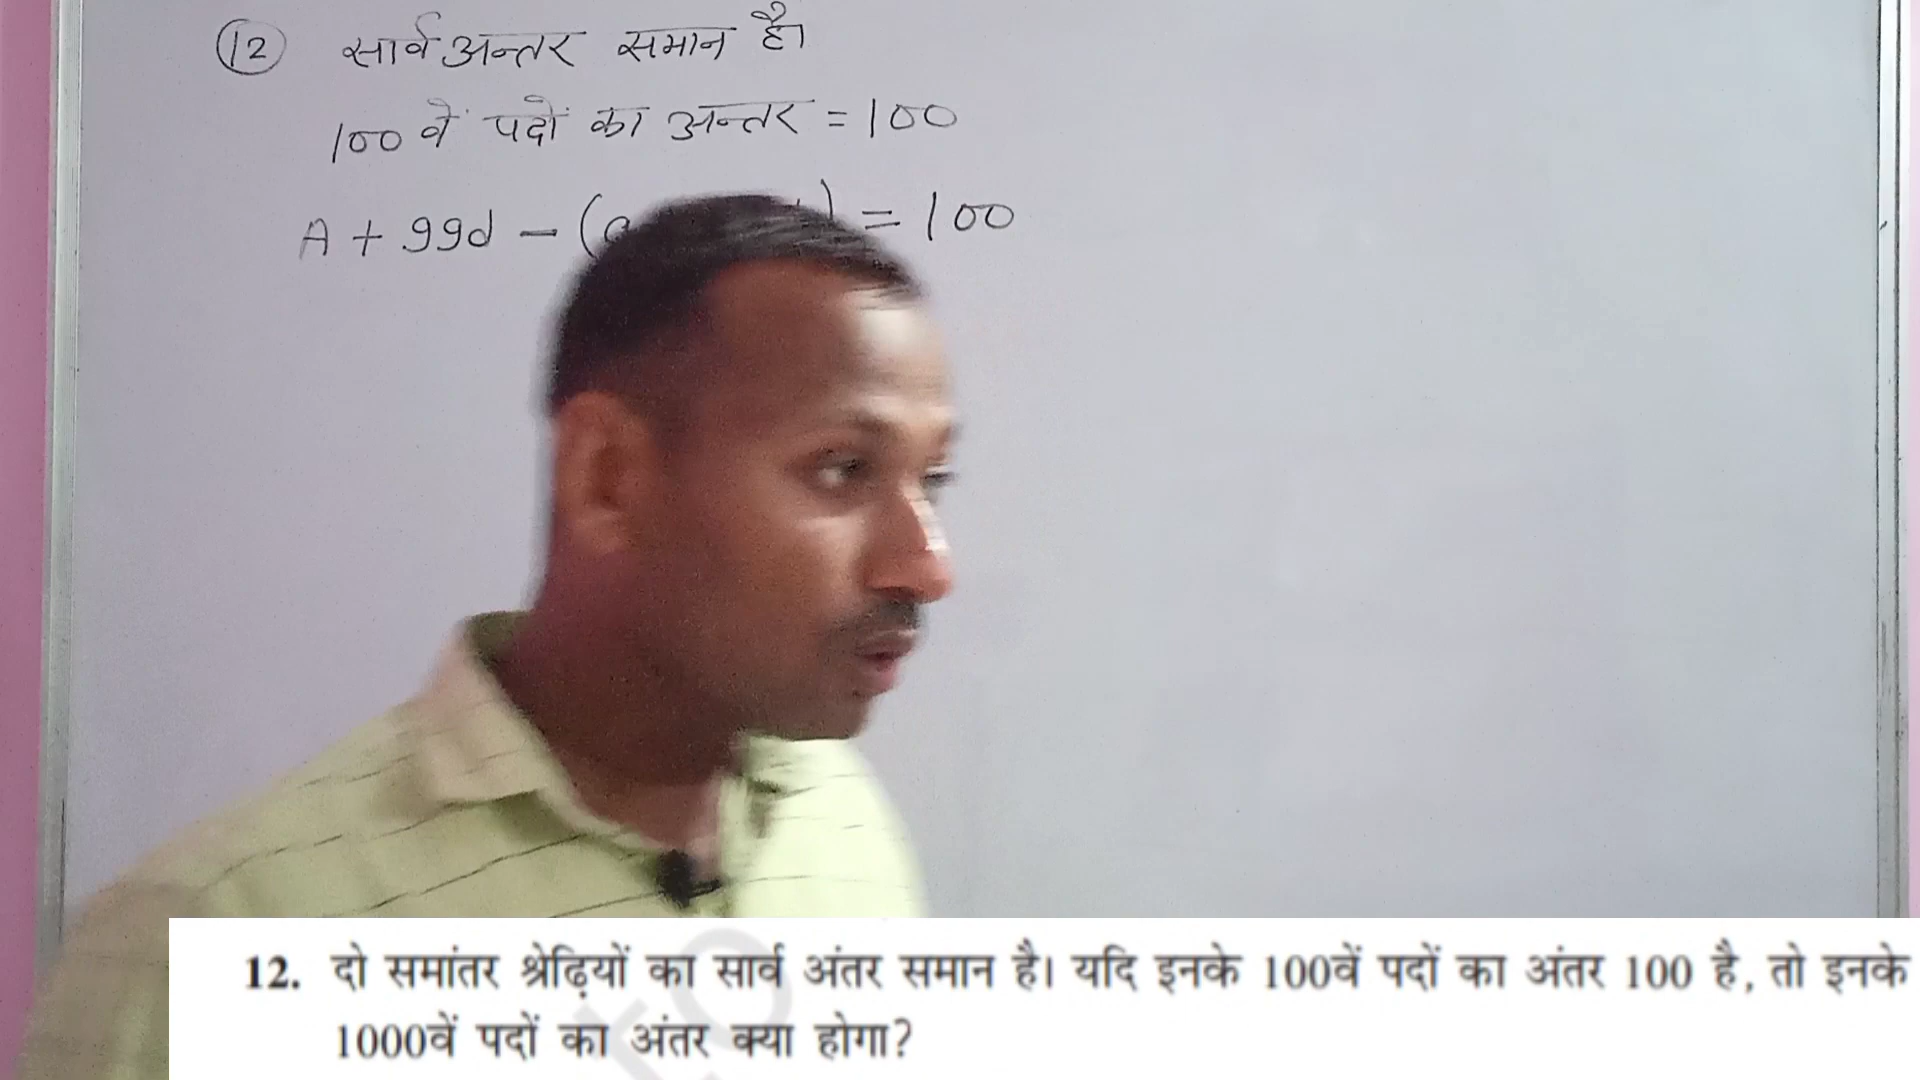 12 सार्व अन्तर समान है।
100 वें पदों का अन्तर = 100
A + 99d - (a ) = 100
12. दो समांतर श्रेढ़ियों का सार्व अंतर समान है। यदि इनके 100वें पदों का अंतर 100 है, तो इनके
1000वें पदों का अंतर क्या होगा?